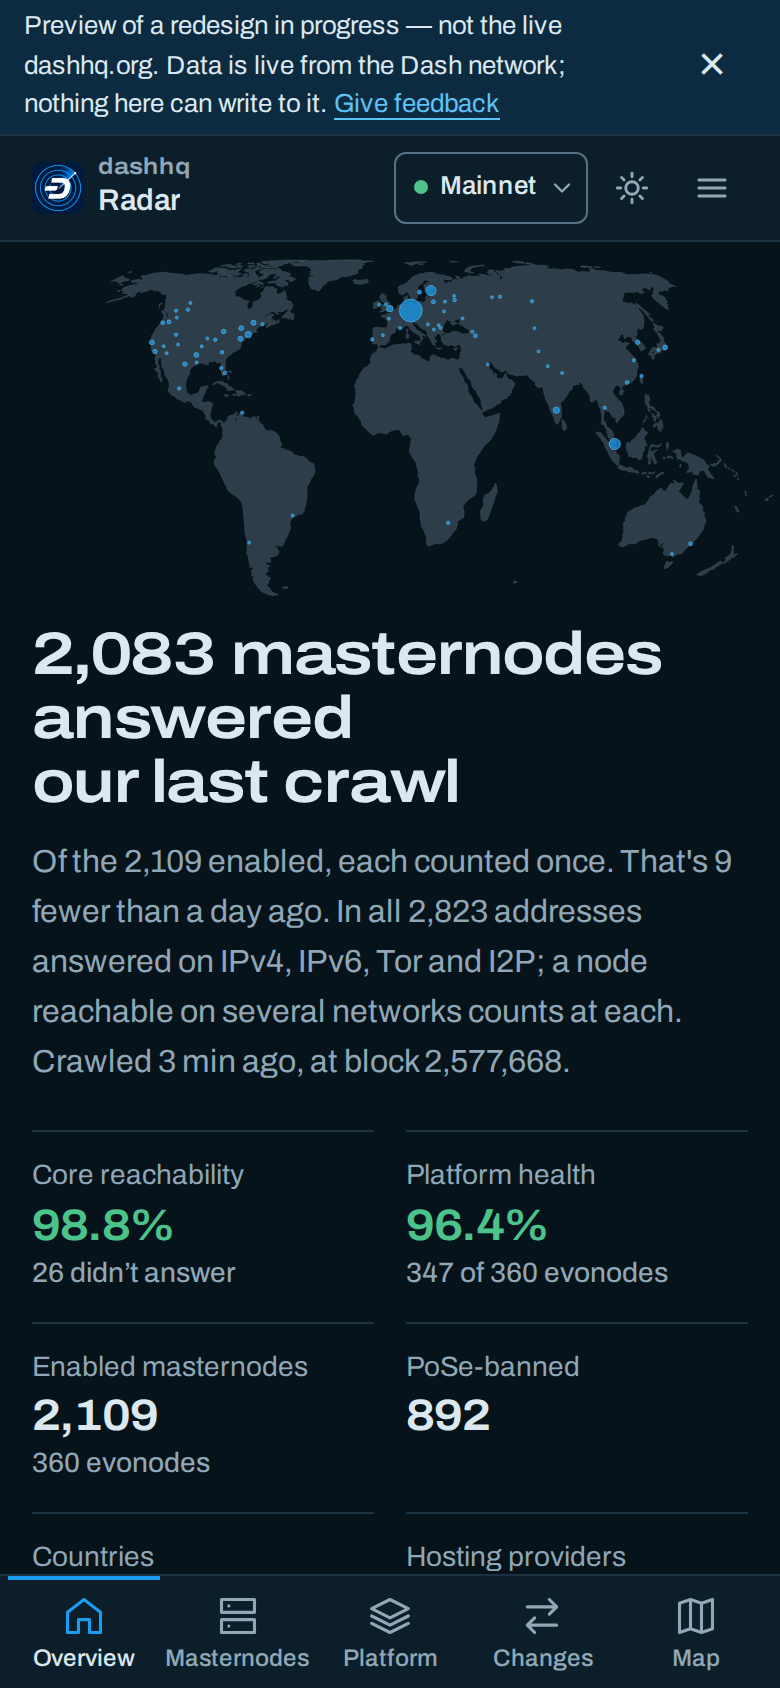 Preview of a redesign in progress — not the live
dashhq.org. Data is live from the Dash network;
nothing here can write to it. Give feedback
dashhq
Radar
Mainnet
2,083 masternodes
answered
our last crawl
Of the 2,109 enabled, each counted once. That's 9
fewer than a day ago. In all 2,823 addresses
answered on IPv4, IPv6, Tor and I2P; a node
reachable on several networks counts at each.
Crawled 3 min ago, at block 2,577,668.
Core reachability
98.8%
26 didn’t answer
Platform health
96.4%
347 of 360 evonodes
Enabled masternodes
2,109
360 evonodes
PoSe-banned
892
Countries
Hosting providers
Overview
Masternodes
Platform
Changes
Map